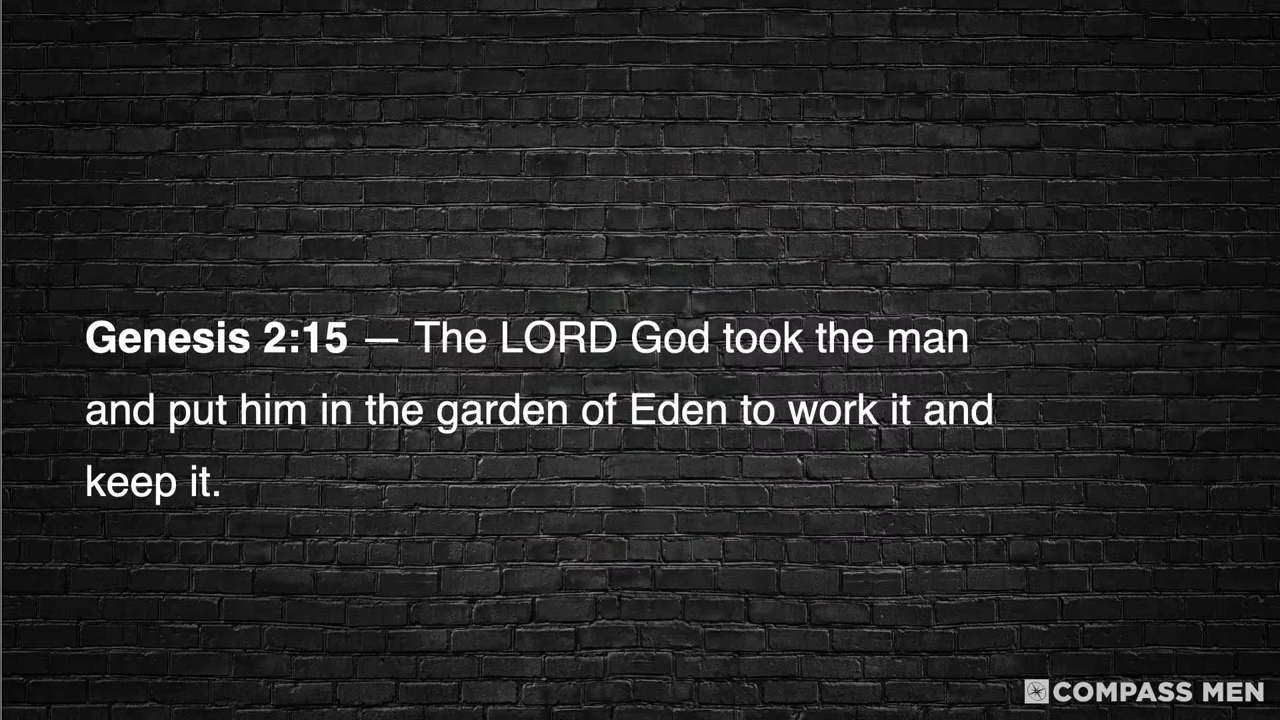 Genesis 2:15 — The LORD God took the man
and put him in the garden of Eden to work it and
keep it.
COMPASS MEN